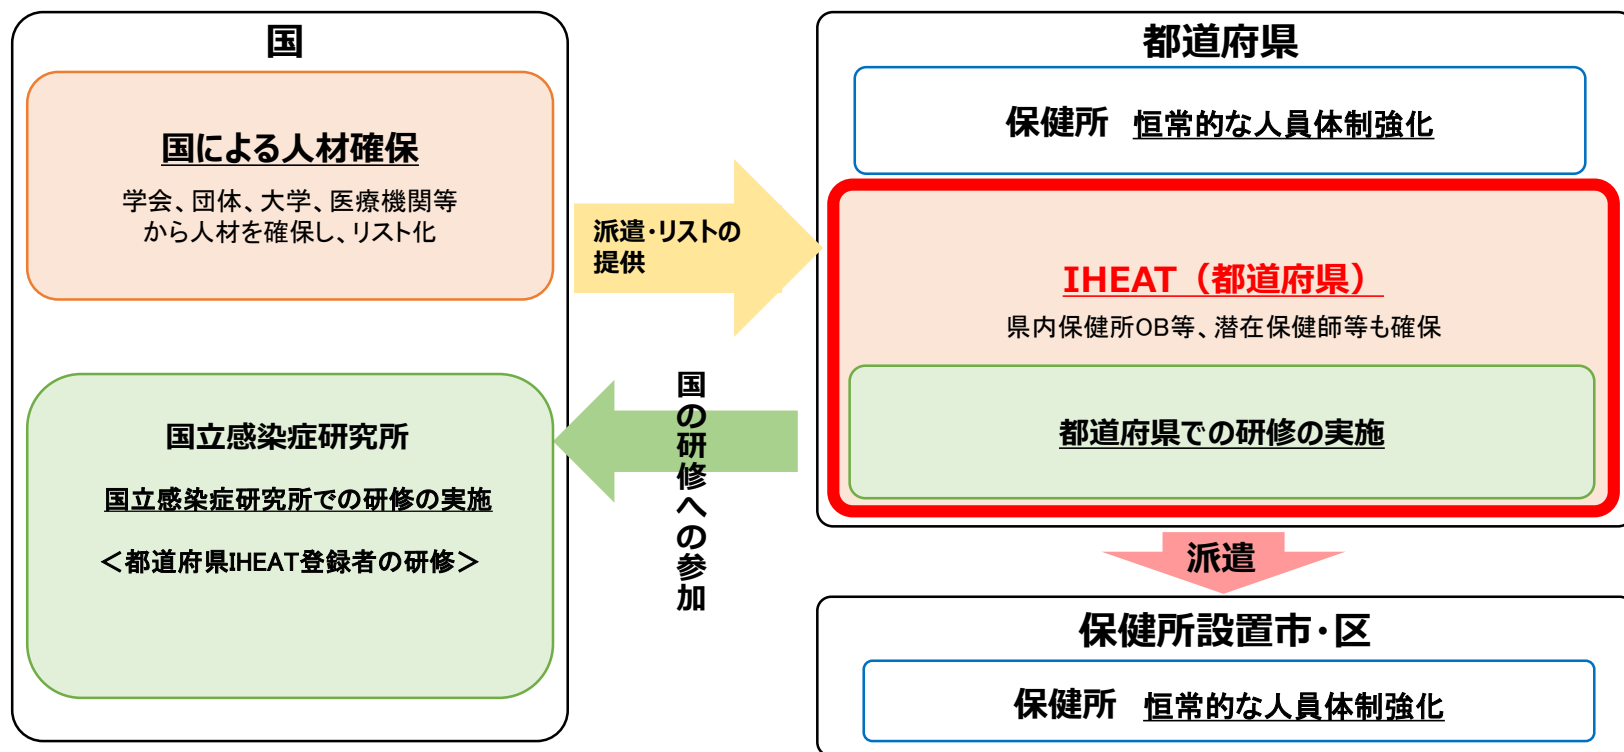 国
国による人材確保
学会、団体、大学、医療機関等
から人材を確保し、リスト化
国立感染症研究所
国立感染症研究所での研修の実施
＜都道府県IHEAT登録者の研修＞
派遣・リストの
提供
国の研修への参加
都道府県
保健所　恒常的な人員体制強化
IHEAT（都道府県）
県内保健所OB等、潜在保健師等も確保
都道府県での研修の実施
派遣
保健所設置市・区
保健所　恒常的な人員体制強化